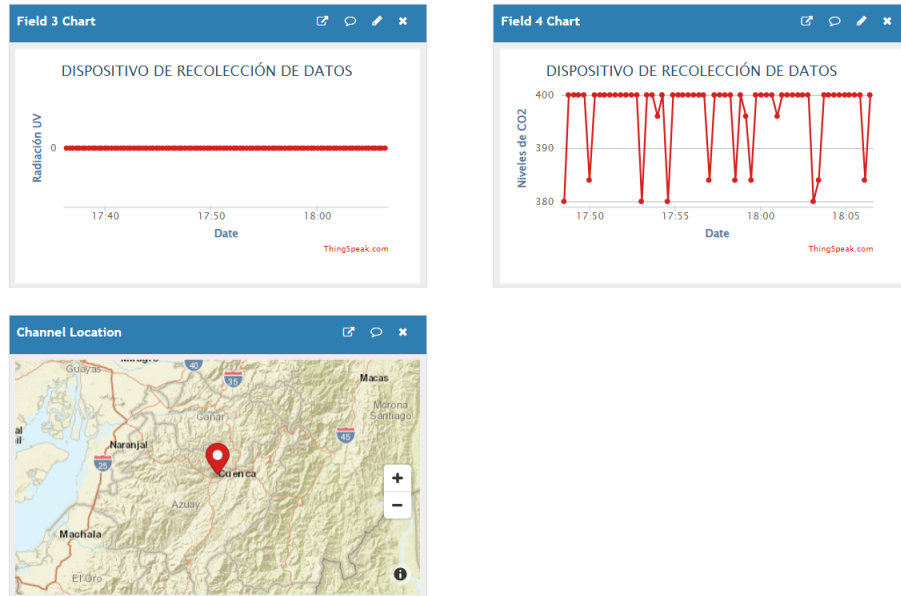 Field 3 Chart
DISPOSITIVO DE RECOLECCIÓN DE DATOS
Radiación UV
0
17:40 17:50 18:00
Date
ThingSpeak.com
Field 4 Chart
DISPOSITIVO DE RECOLECCIÓN DE DATOS
Niveles de CO2
400
390
380
17:50 17:55 18:00 18:05
Date
ThingSpeak.com
Channel Location
Guayas
40
35
Macas
Morona
Santiago
Cañar
45
Naranjal
25
Cuenca
Azuay
Machala
El Oro
+
−